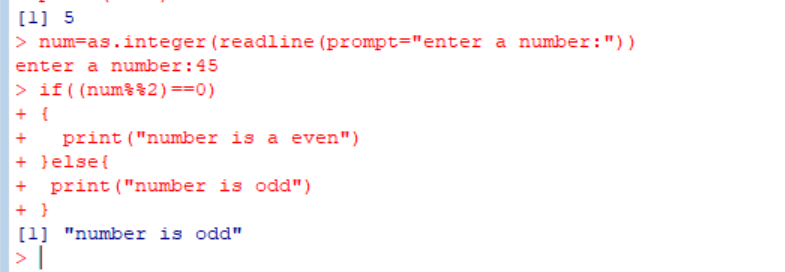 [1] 5
> num=as.integer(readline(prompt="enter a number:"))
enter a number:45
> if((num%%2)==0)
+ {
+   print("number is a even")
+ }else{
+  print("number is odd")
+ }
[1] "number is odd"
>